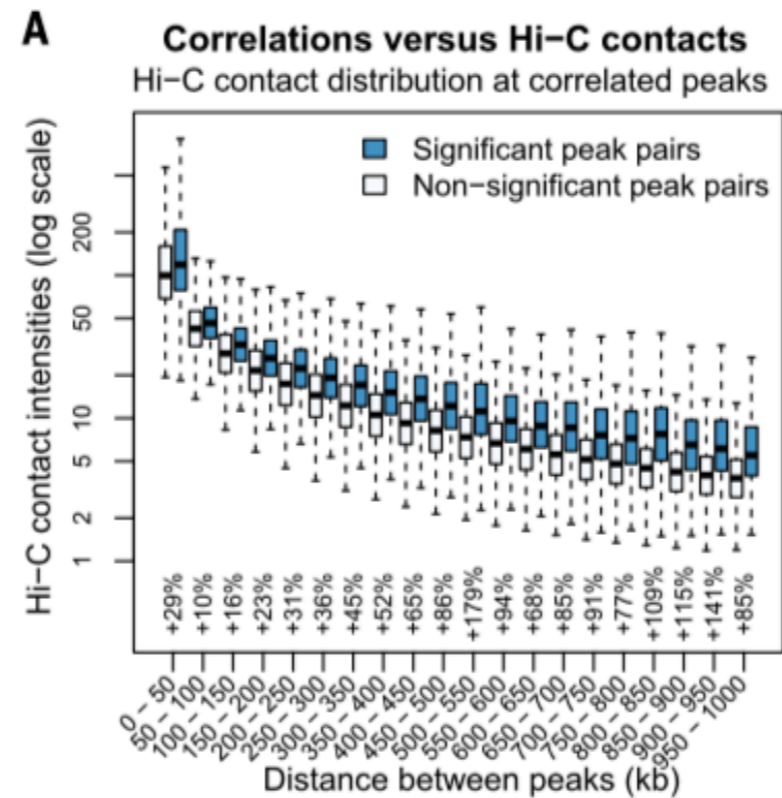 A
Correlations versus Hi−C contacts
Hi−C contact distribution at correlated peaks
Significant peak pairs
Non−significant peak pairs
Hi−C contact intensities (log scale)
200
50
10
5
2
1
+29% +10% +16% +23% +31% +36% +45% +52% +65% +86% +179% +94% +68% +85% +91% +77% +109% +115% +141% +85%
0 − 50
50 − 100
100 − 150
150 − 200
200 − 250
250 − 300
300 − 350
350 − 400
400 − 450
450 − 500
500 − 550
550 − 600
600 − 650
650 − 700
700 − 750
750 − 800
800 − 850
850 − 900
900 − 950
950 − 1000
Distance between peaks (kb)